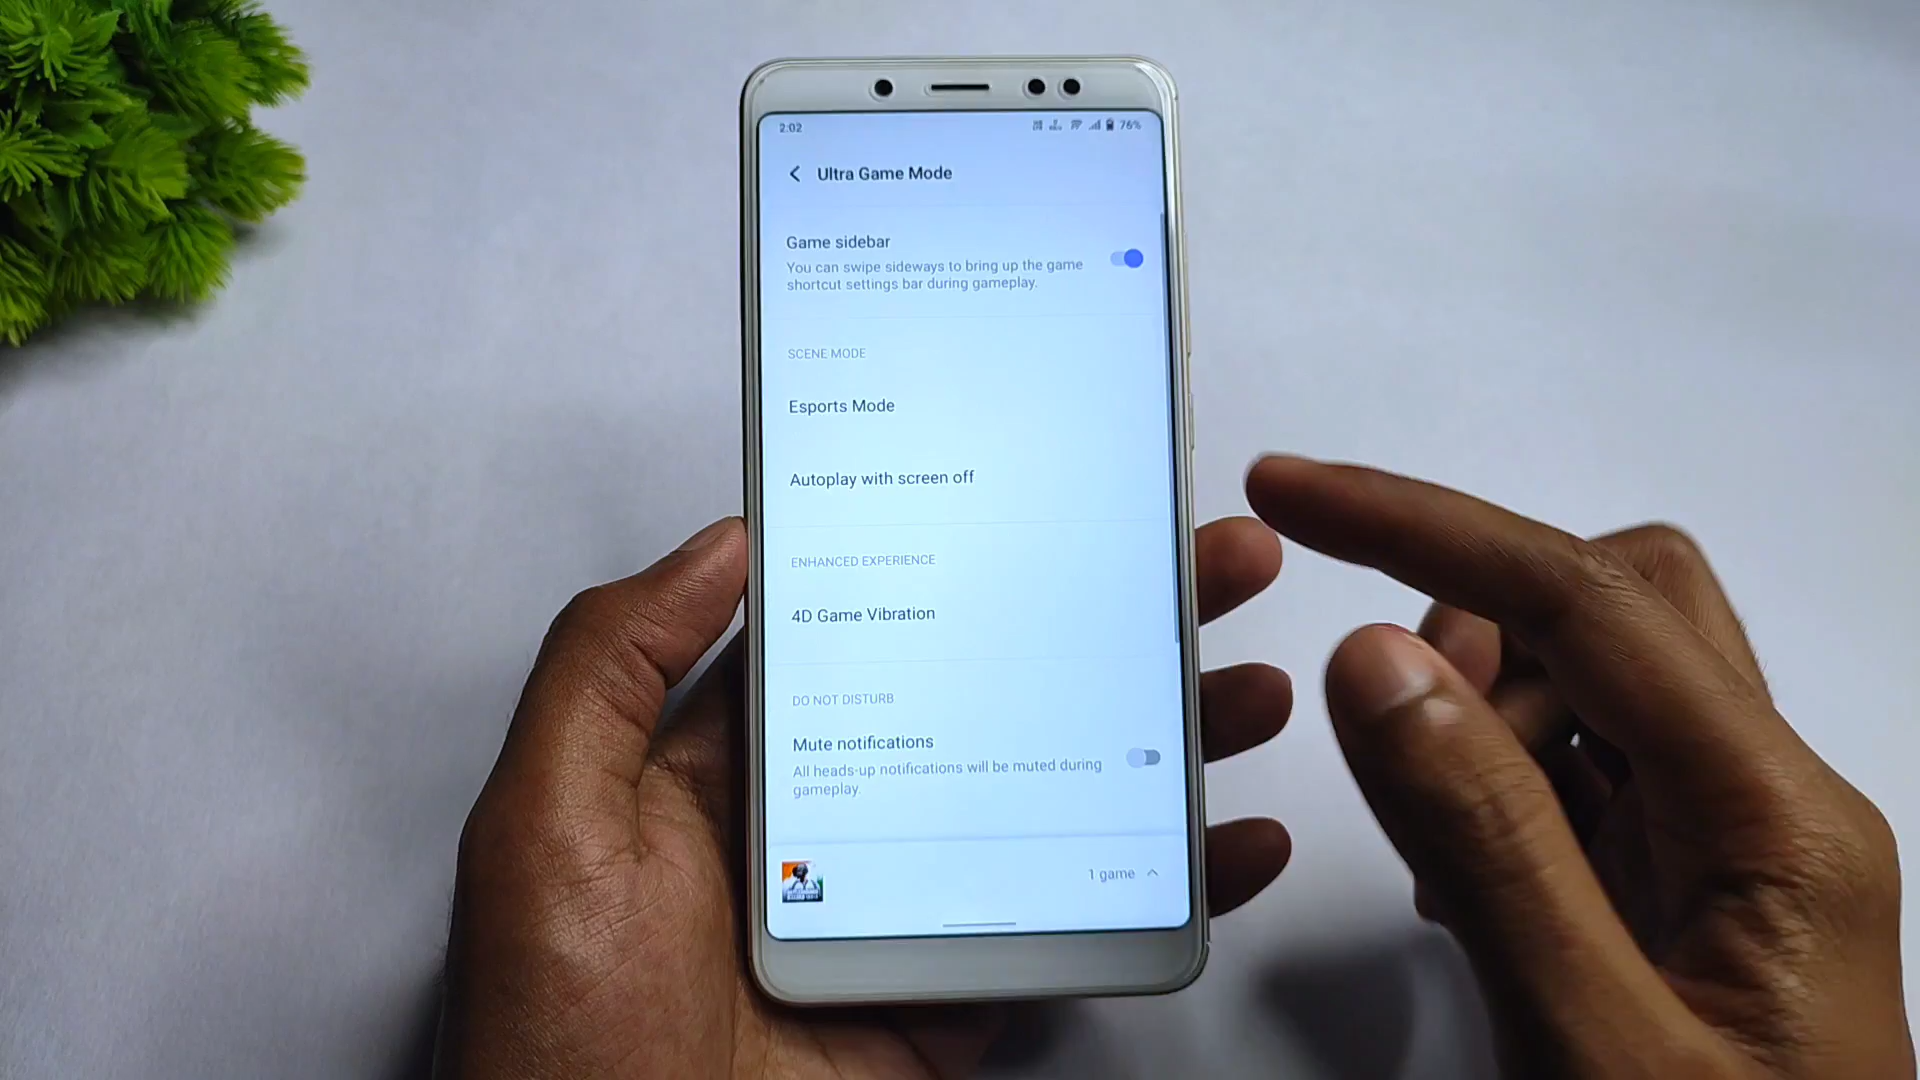 2:02
76%
Ultra Game Mode
Game sidebar
You can swipe sideways to bring up the game
shortcut settings bar during gameplay.
SCENE MODE
Esports Mode
Autoplay with screen off
ENHANCED EXPERIENCE
4D Game Vibration
DO NOT DISTURB
Mute notifications
All heads-up notifications will be muted during
gameplay.
1 game